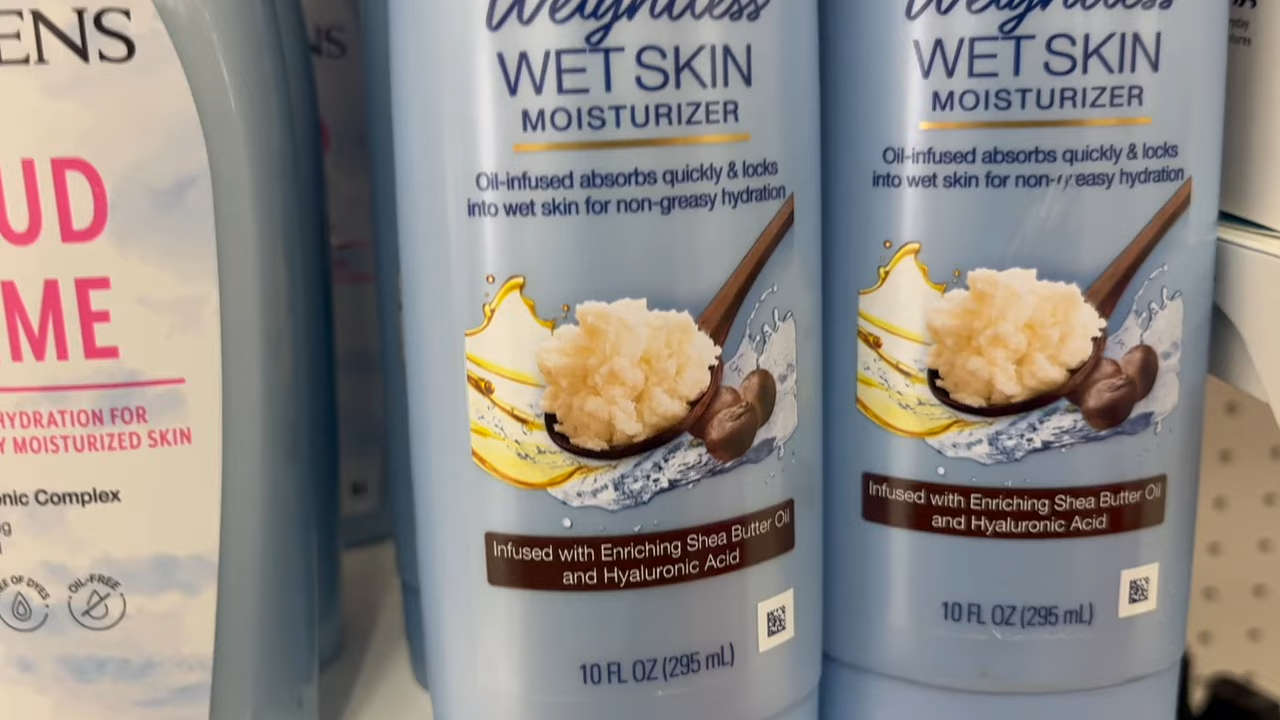 ENS
UD
ME
HYDRATION FOR
Y MOISTURIZED SKIN
nic Complex
OIL-FREE
Weightless
WET SKIN
MOISTURIZER
Oil-infused absorbs quickly & locks
into wet skin for non-greasy hydration
Infused with Enriching Shea Butter Oil
and Hyaluronic Acid
10 FL OZ (295 mL)
Weightless
WET SKIN
MOISTURIZER
Oil-infused absorbs quickly & locks
into wet skin for non-greasy hydration
Infused with Enriching Shea Butter Oil
and Hyaluronic Acid
10 FL OZ (295 mL)